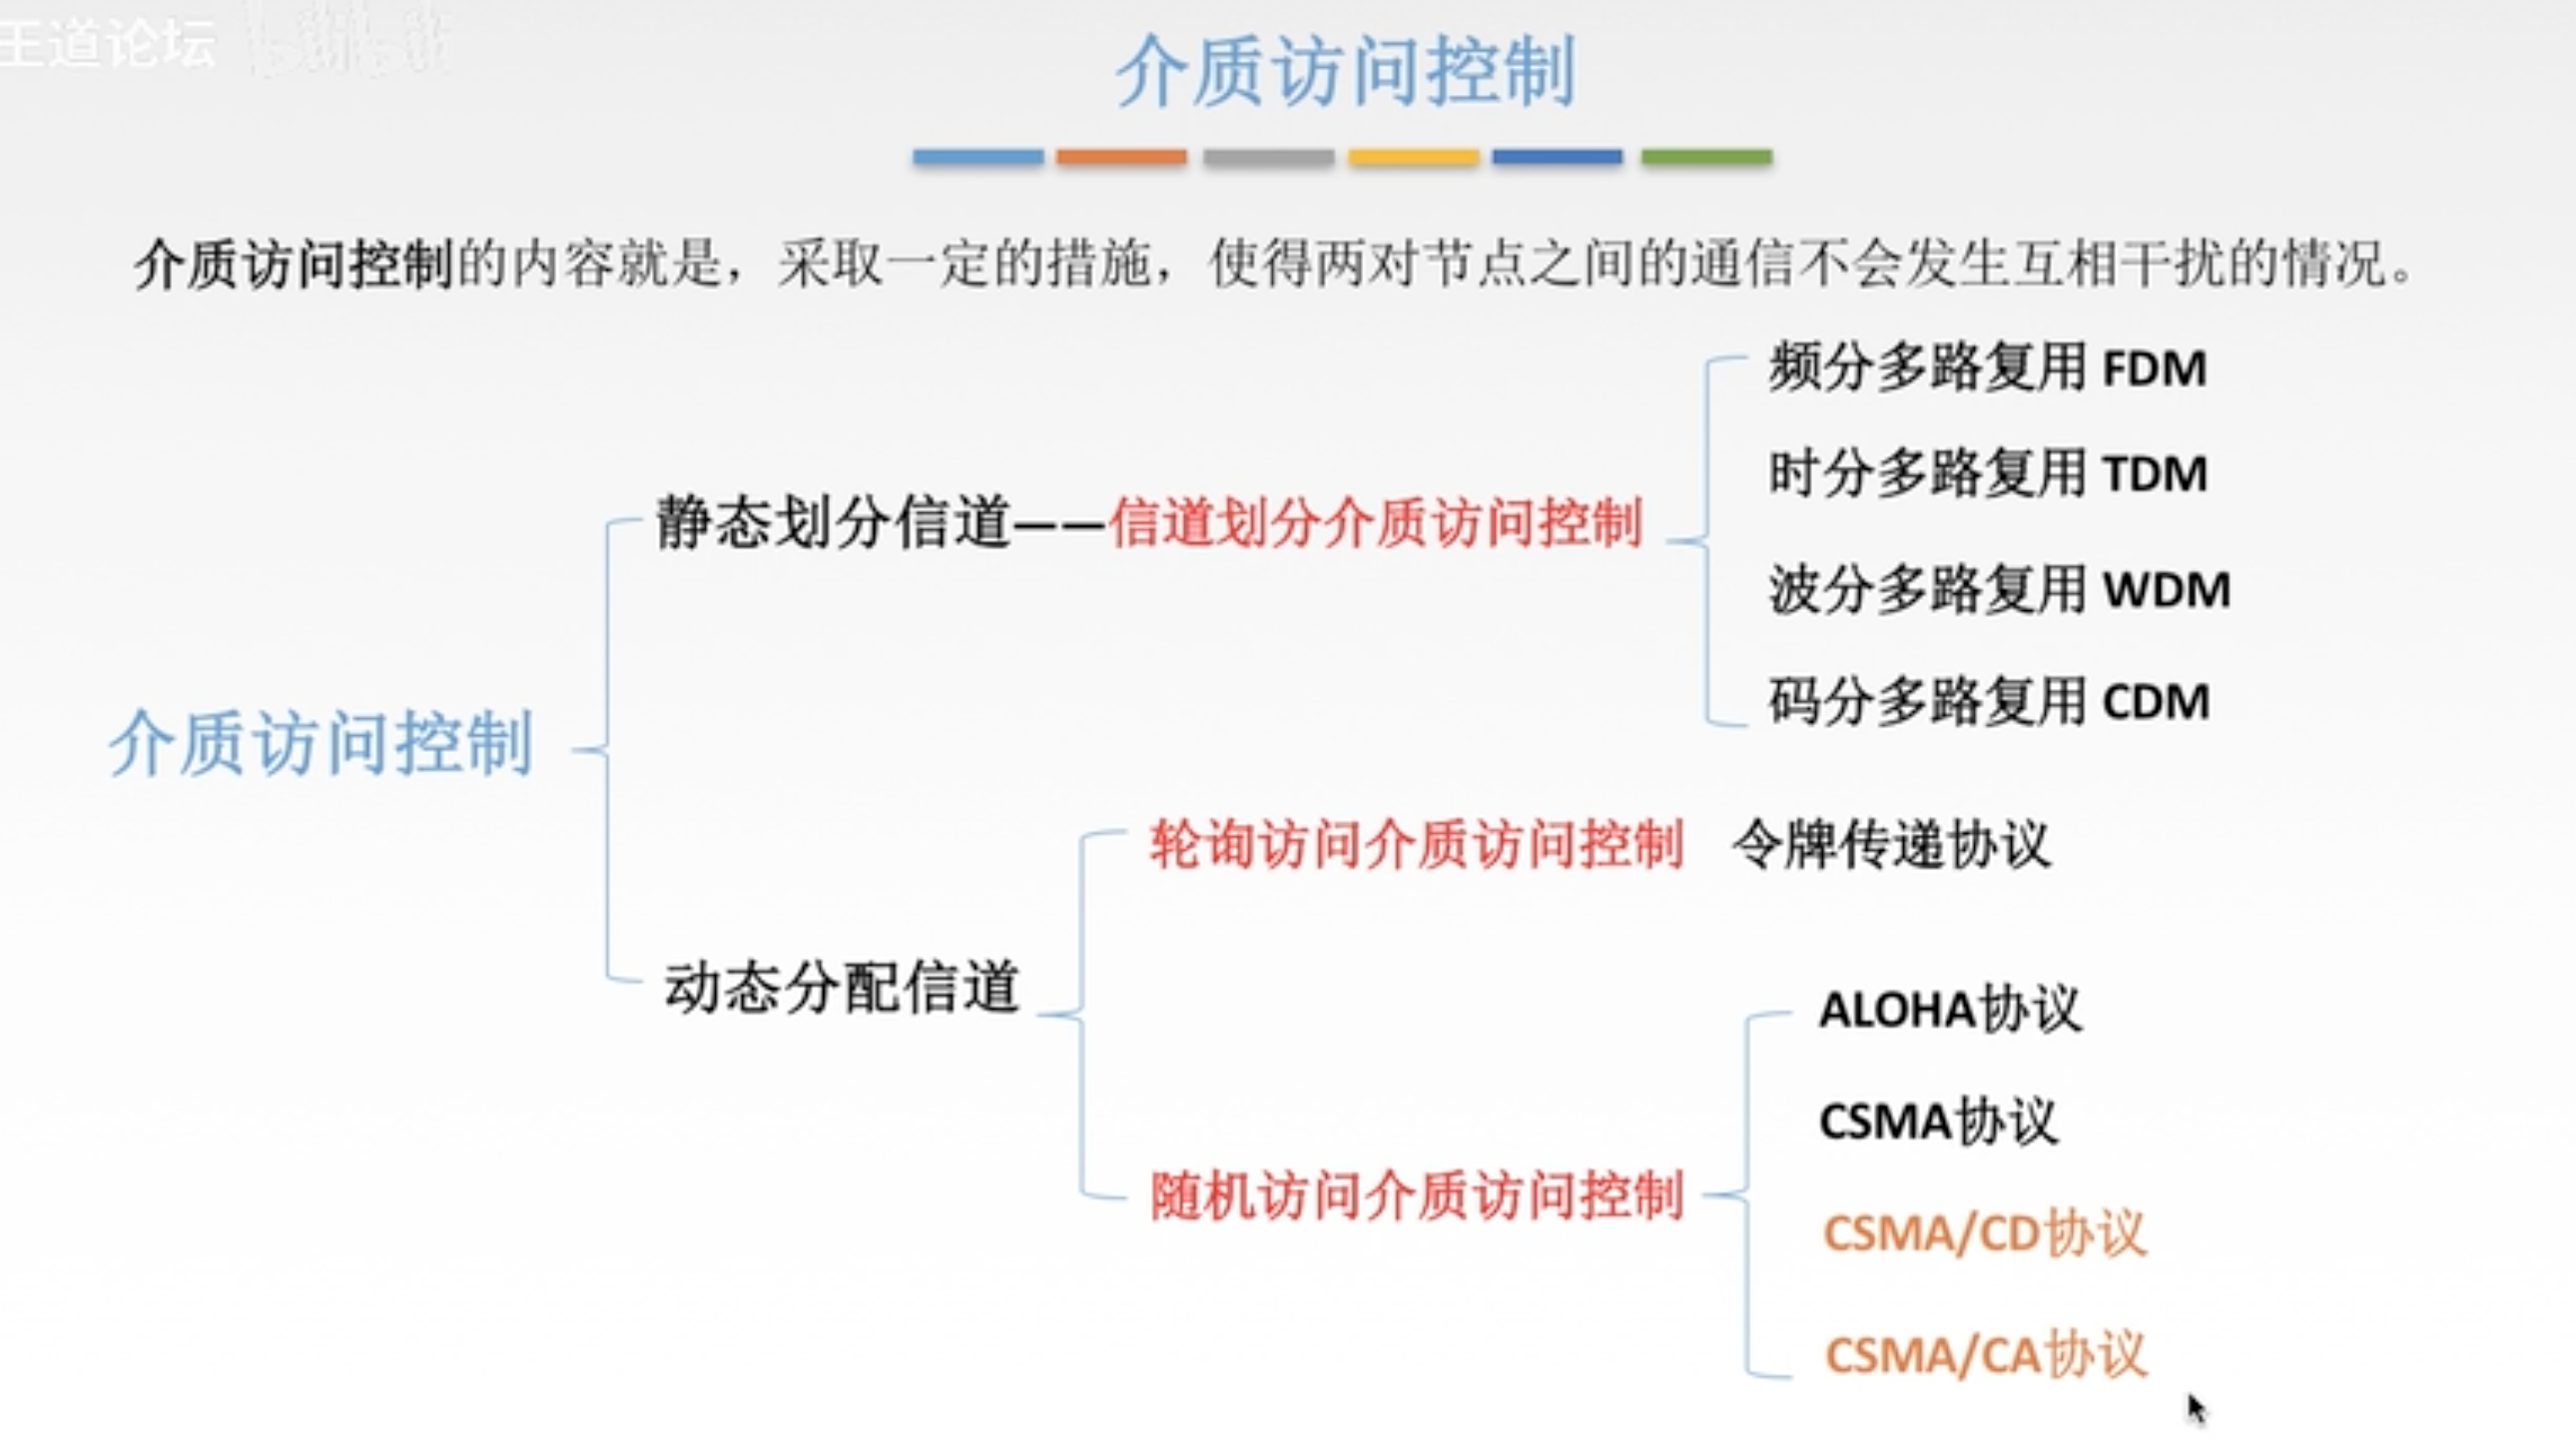 王道论坛 bilibili
介质访问控制
介质访问控制的内容就是，采取一定的措施，使得两对节点之间的通信不会发生互相干扰的情况。
频分多路复用 FDM
时分多路复用 TDM
静态划分信道——信道划分介质访问控制
波分多路复用 WDM
码分多路复用 CDM
介质访问控制
轮询访问介质访问控制 令牌传递协议
动态分配信道
ALOHA协议
CSMA协议
随机访问介质访问控制
CSMA/CD协议
CSMA/CA协议